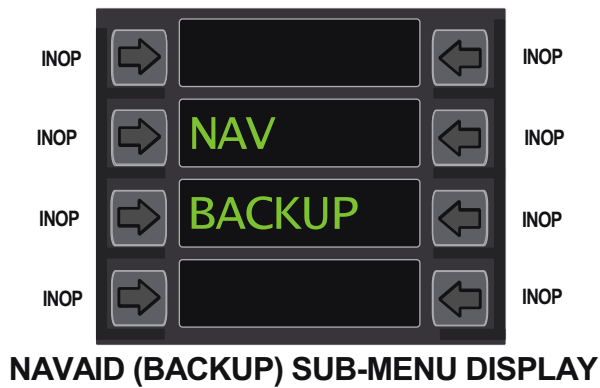 INOP INOP
INOP NAV INOP
INOP BACKUP INOP
INOP INOP
NAVAID (BACKUP) SUB-MENU DISPLAY